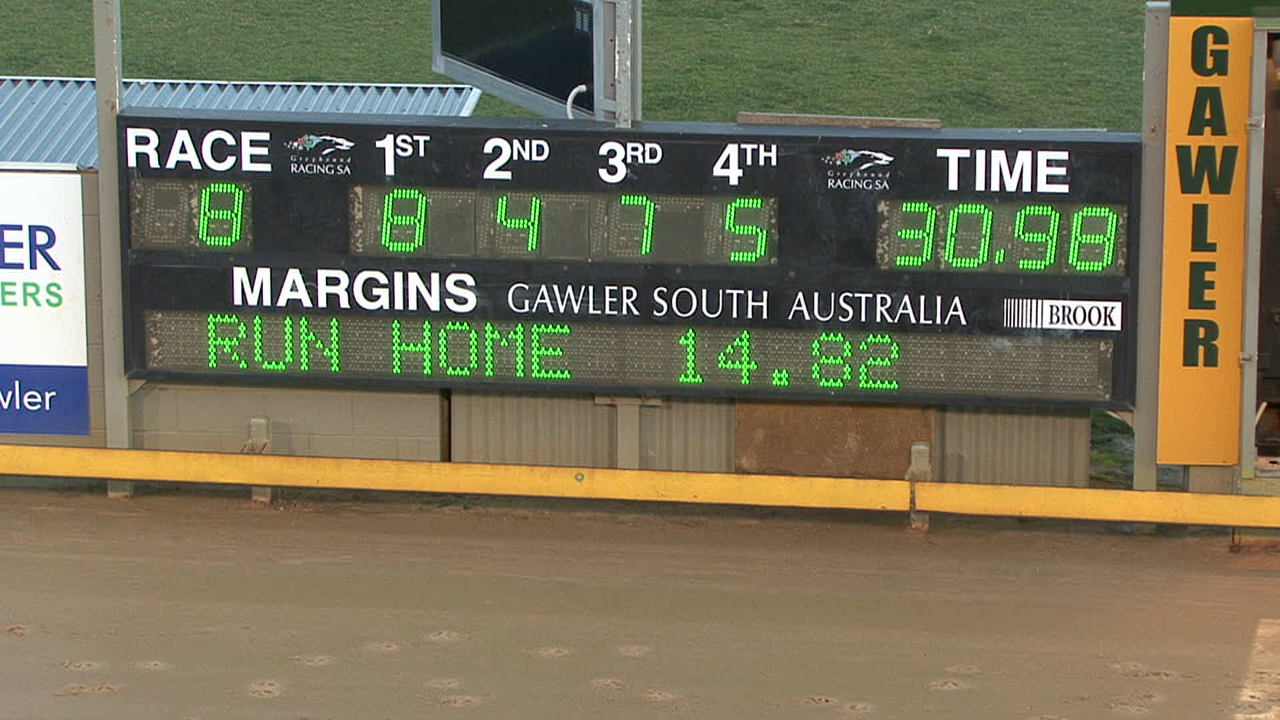 RACE Greyhound RACING SA 1ST 2ND 3RD 4TH Greyhound RACING SA TIME
8 8 4 7 5 30.98
MARGINS GAWLER SOUTH AUSTRALIA BROOK
RUN HOME 14.82
GAWLER
ER
ERS
wler